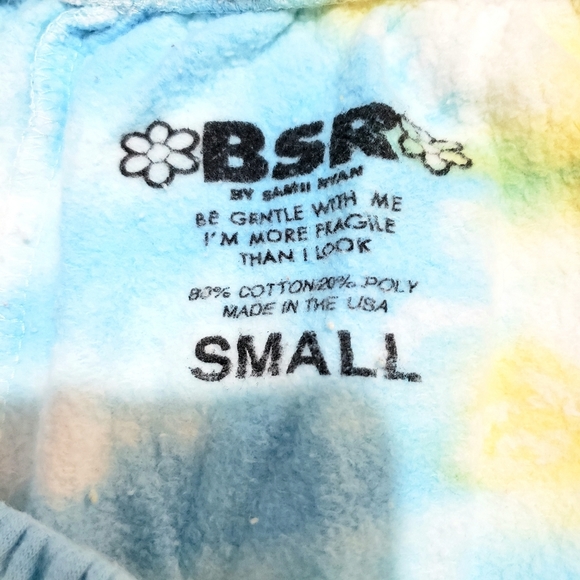 BSR
BY SAMII RYAN
BE GENTLE WITH ME
I'M MORE FRAGILE
THAN I LOOK
80% COTTON/20% POLY
MADE IN THE USA
SMALL